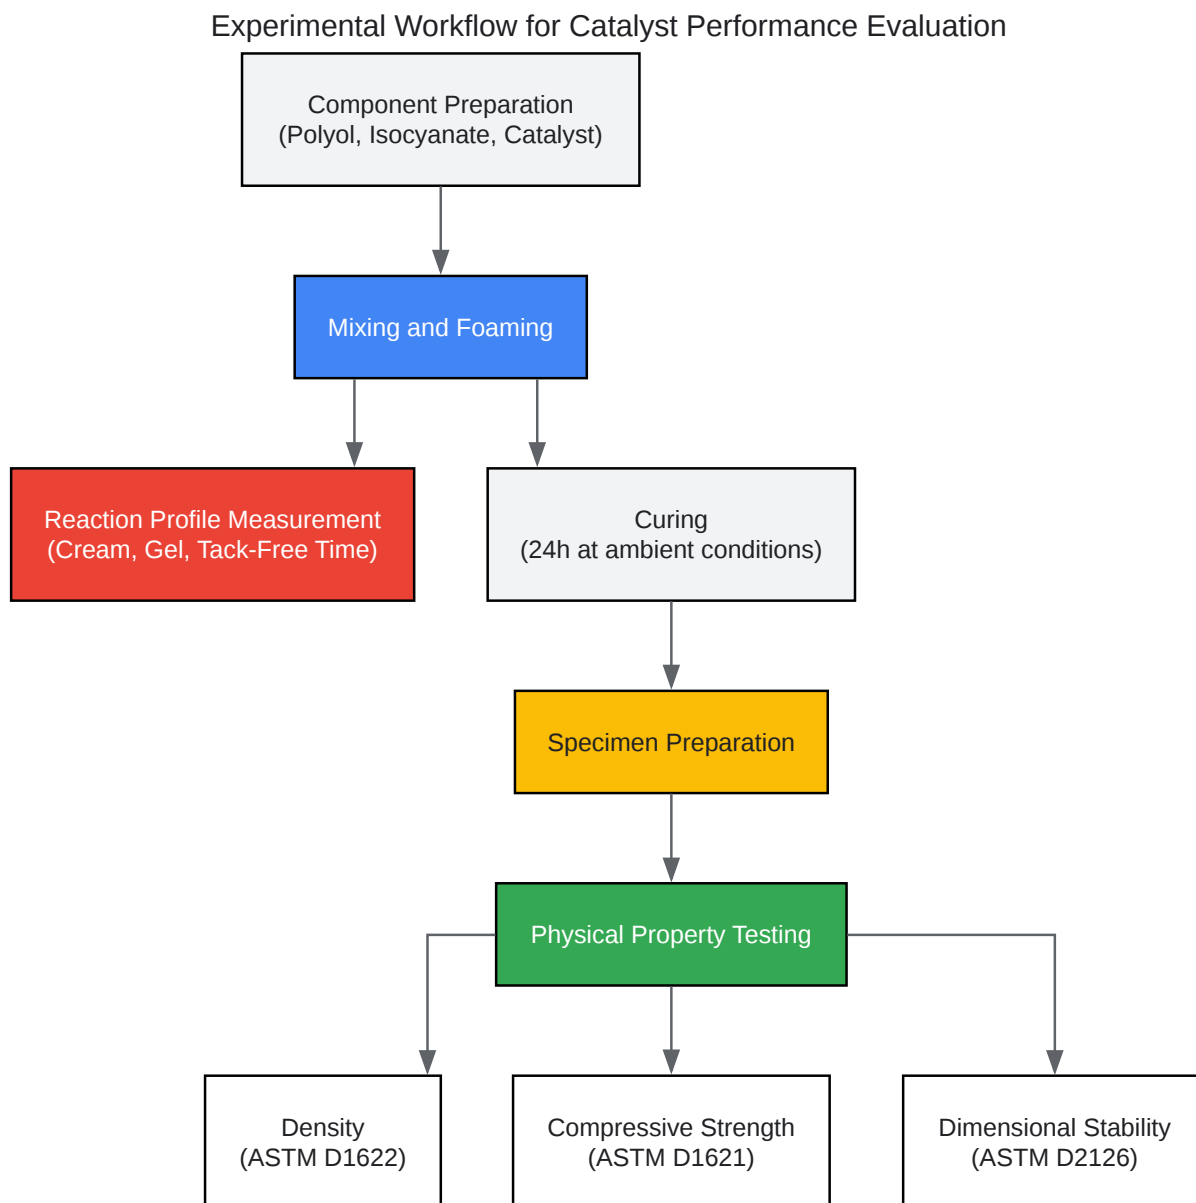 Experimental Workflow for Catalyst Performance Evaluation
Component Preparation
(Polyol, Isocyanate, Catalyst)
Mixing and Foaming
Reaction Profile Measurement
(Cream, Gel, Tack-Free Time)
Curing
(24h at ambient conditions)
Specimen Preparation
Physical Property Testing
Density
(ASTM D1622)
Compressive Strength
(ASTM D1621)
Dimensional Stability
(ASTM D2126)